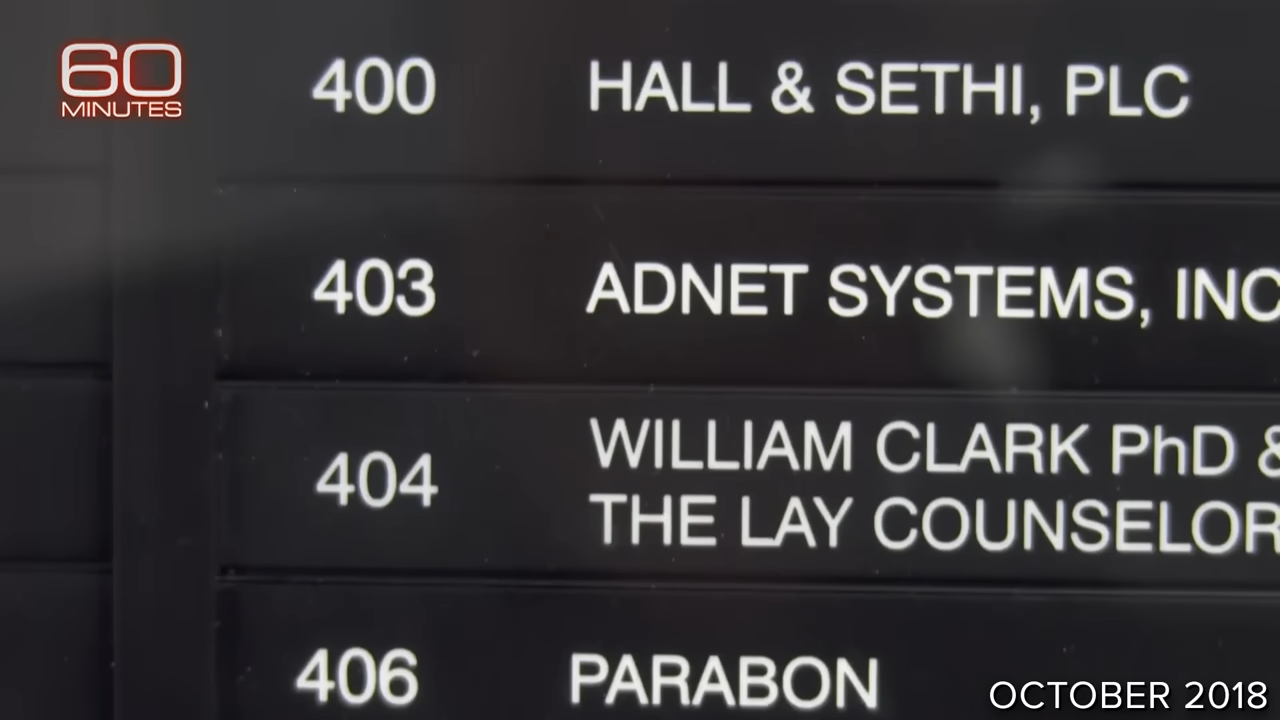 60
MINUTES
400 HALL & SETHI, PLC
403 ADNET SYSTEMS, INC
404 WILLIAM CLARK PhD &
THE LAY COUNSELOR
406 PARABON
OCTOBER 2018